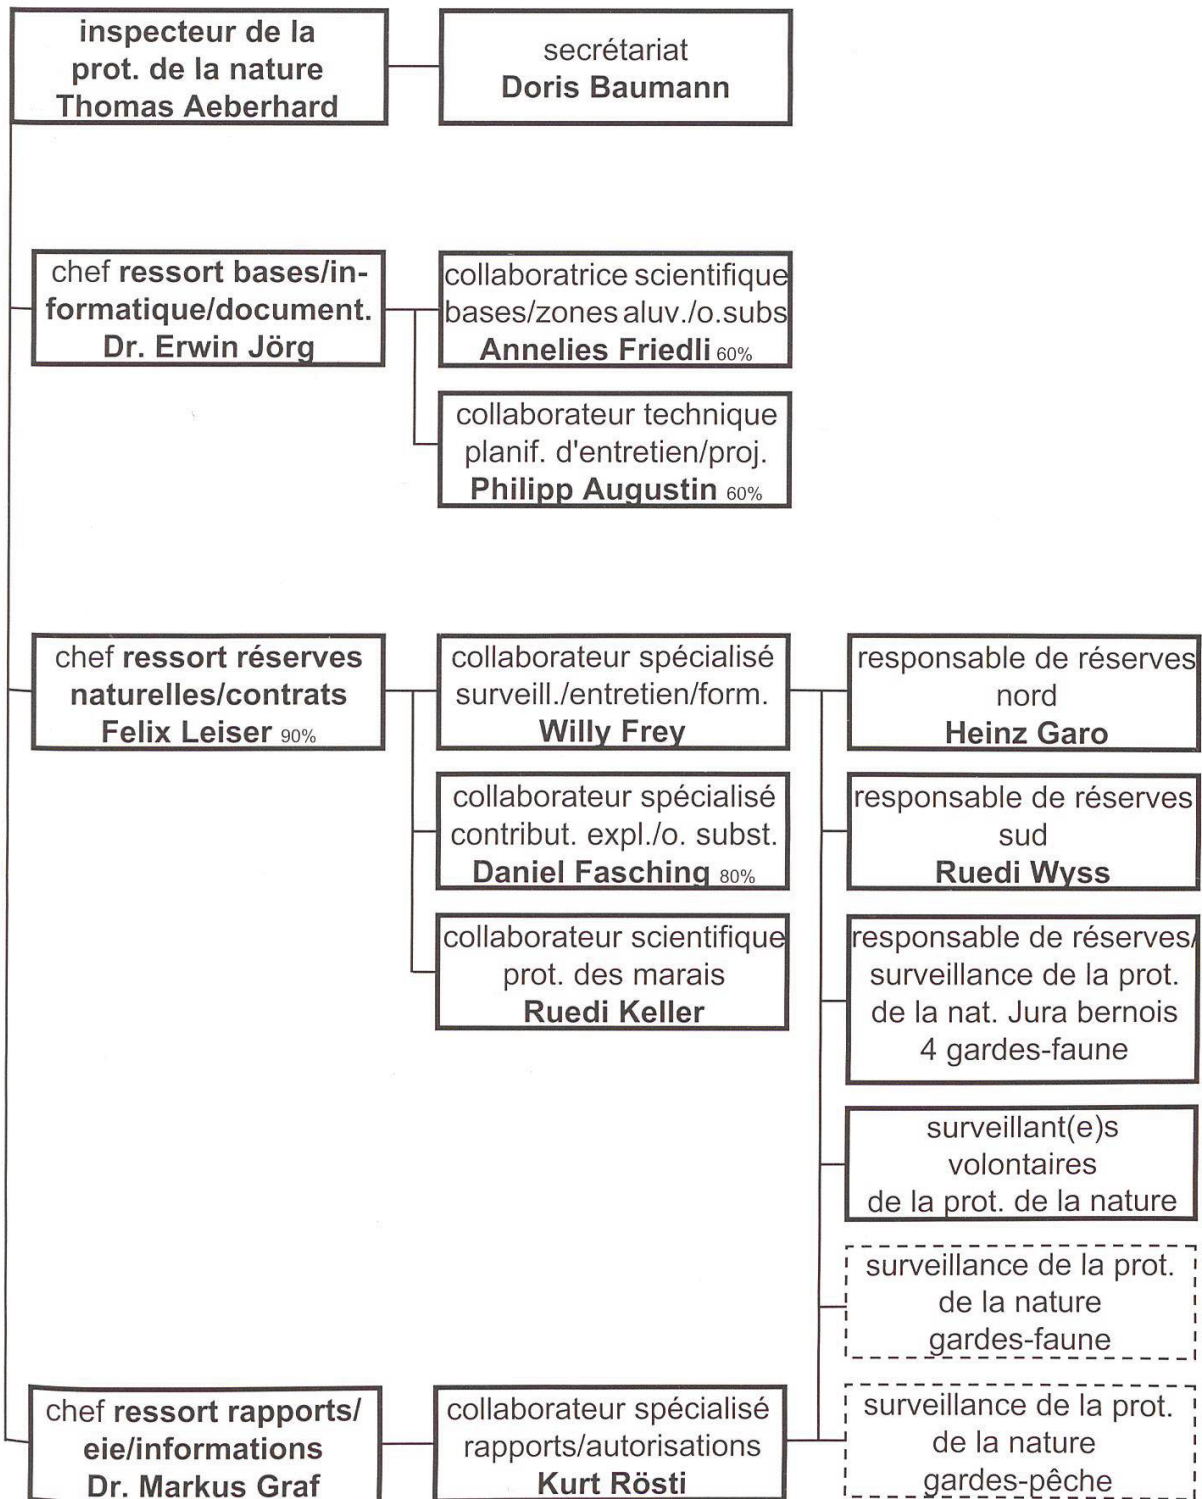 inspecteur de la
prot. de la nature
Thomas Aeberhard
secrétariat
Doris Baumann
chef ressort bases/in-
formatique/document.
Dr. Erwin Jörg
collaboratrice scientifique
bases/zones aluv./o.subs
Annelies Friedli 60%
collaborateur technique
planif. d'entretien/proj.
Philipp Augustin 60%
chef ressort réserves
naturelles/contrats
Felix Leiser 90%
collaborateur spécialisé
surveill./entretien/form.
Willy Frey
collaborateur spécialisé
contribut. expl./o. subst.
Daniel Fasching 80%
collaborateur scientifique
prot. des marais
Ruedi Keller
responsable de réserves
nord
Heinz Garo
responsable de réserves
sud
Ruedi Wyss
responsable de réserves/
surveillance de la prot.
de la nat. Jura bernois
4 gardes-faune
surveillant(e)s
volontaires
de la prot. de la nature
surveillance de la prot.
de la nature
gardes-faune
chef ressort rapports/
eie/informations
Dr. Markus Graf
collaborateur spécialisé
rapports/autorisations
Kurt Rösti
surveillance de la prot.
de la nature
gardes-pêche